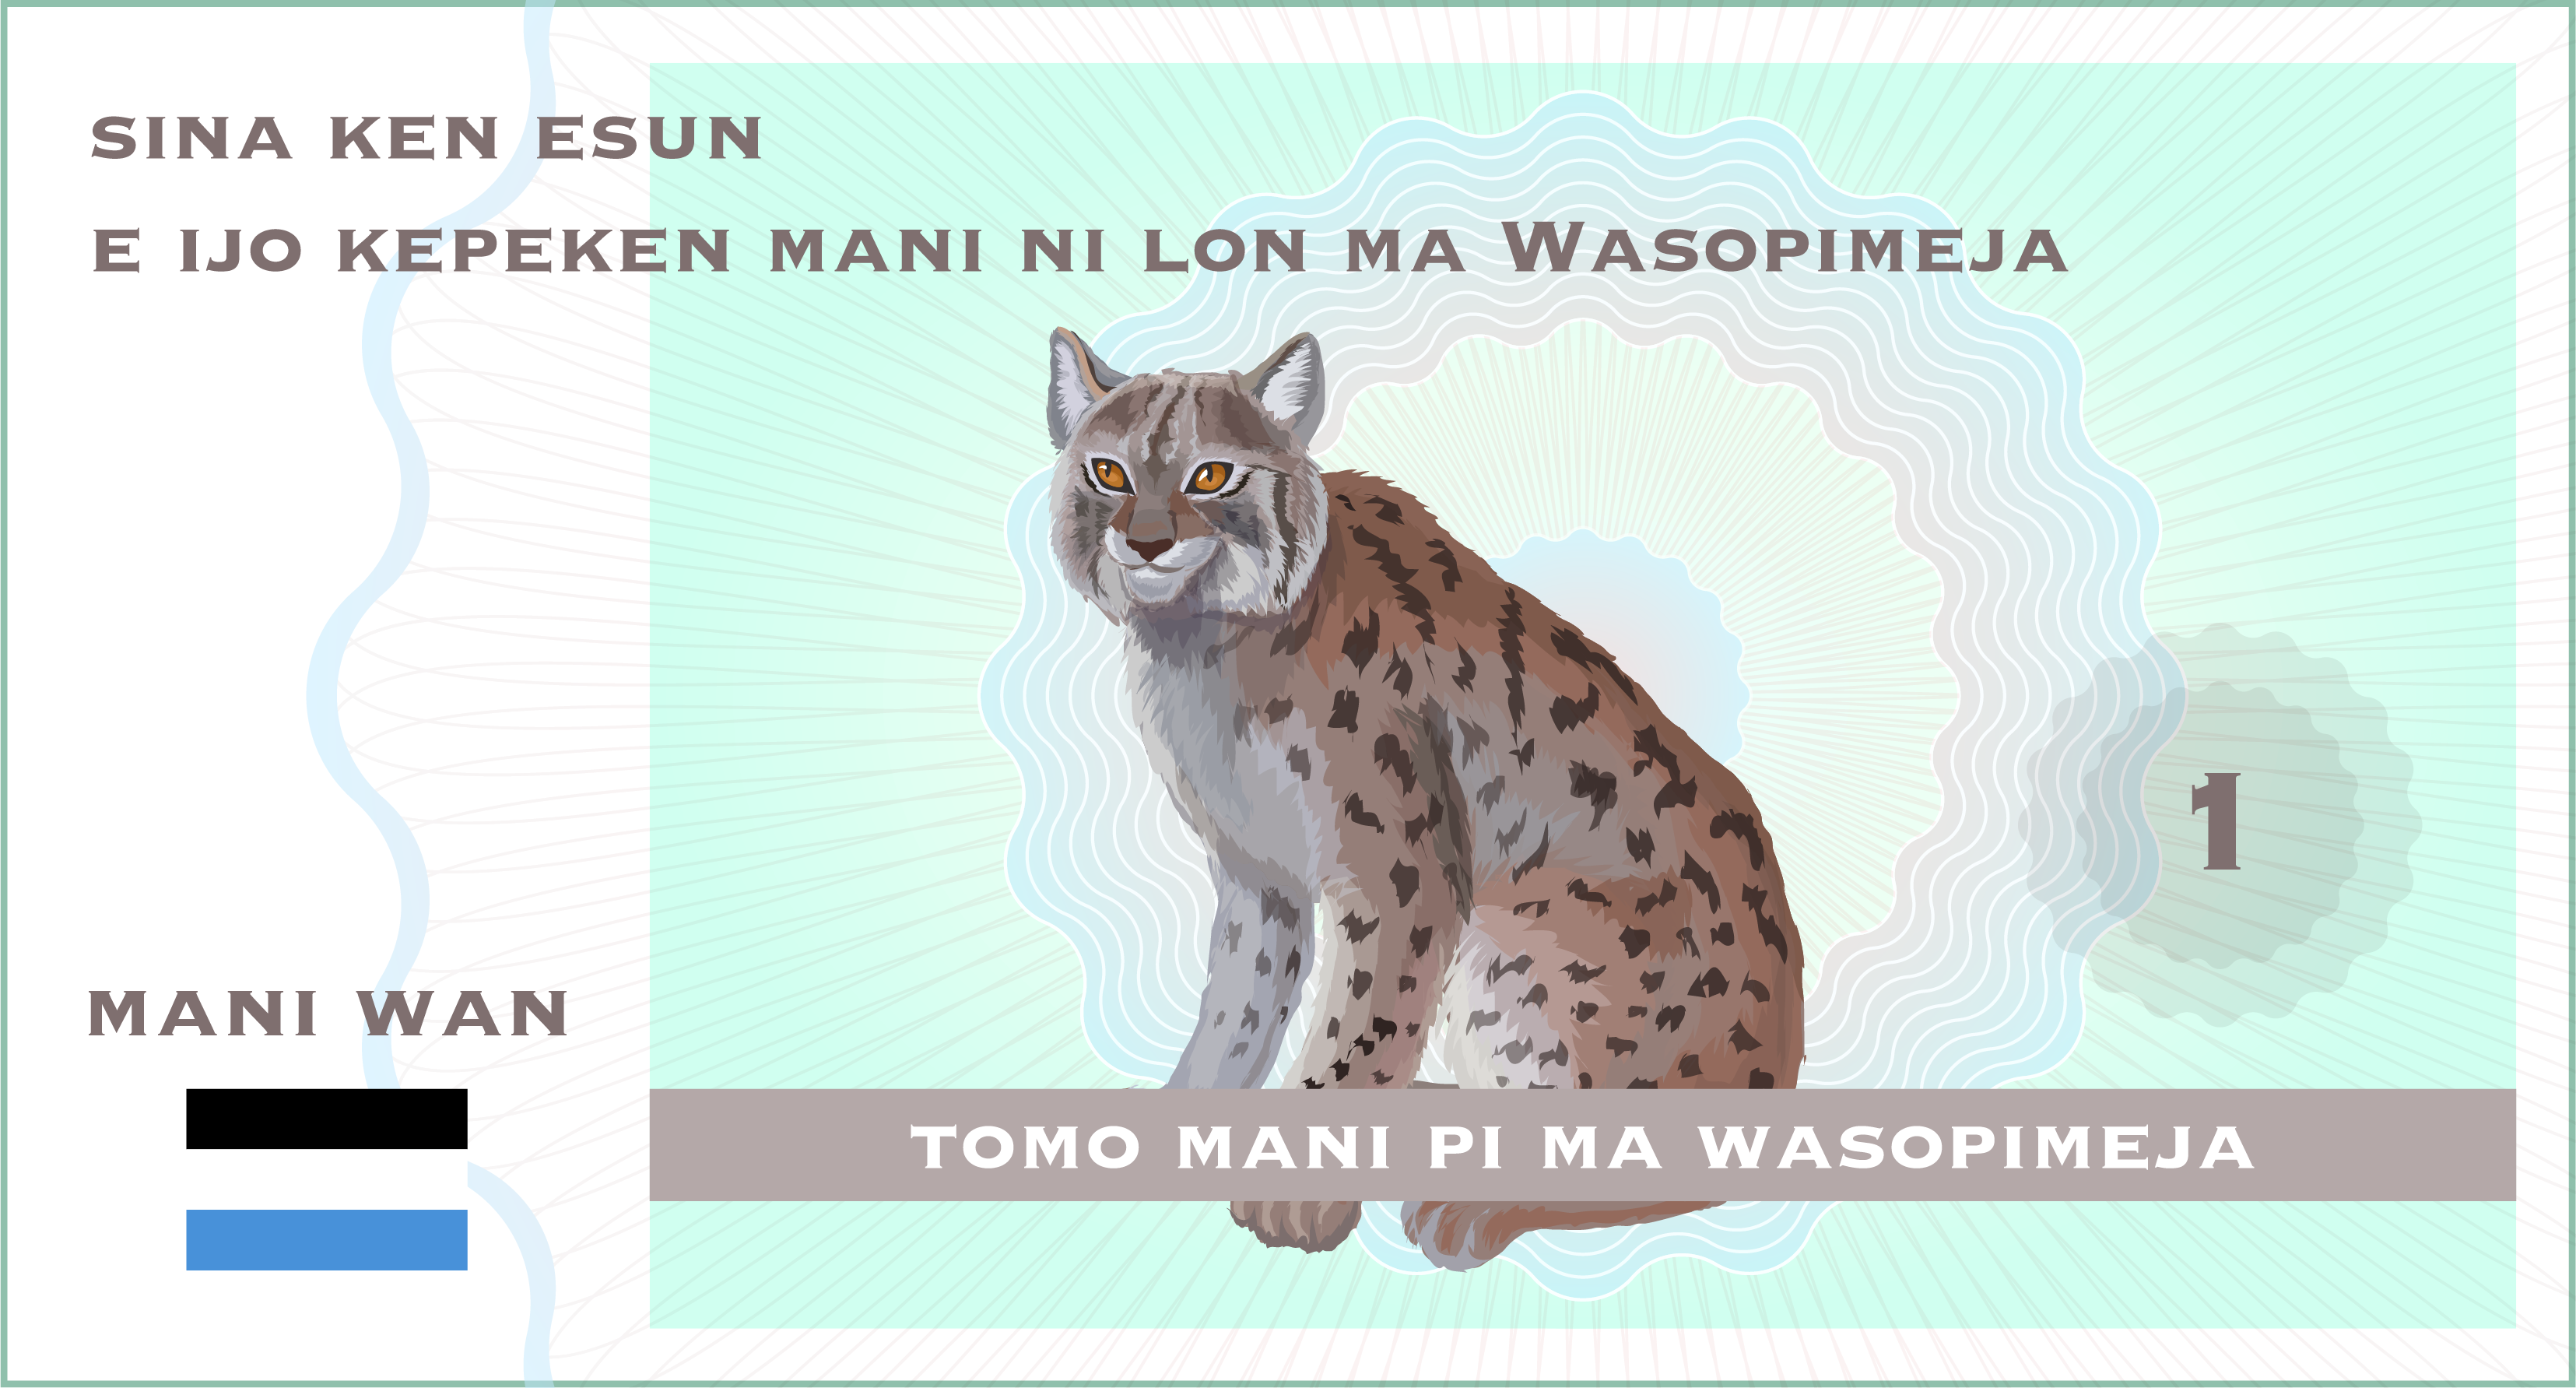 SINA KEN ESUN
E IJO KEPEKEN MANI NI LON MA WASOPIMEJA
1
MANI WAN
TOMO MANI PI MA WASOPIMEJA